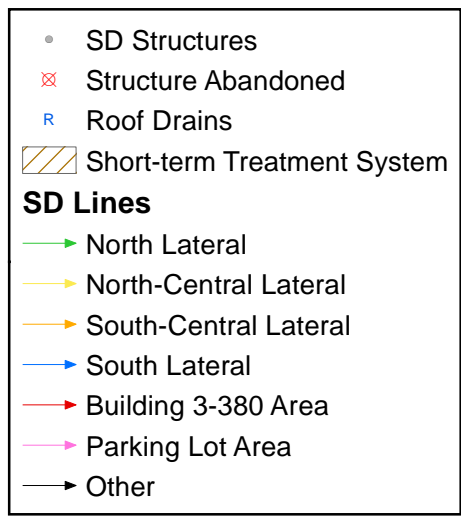 SD Structures
Structure Abandoned
R Roof Drains
Short-term Treatment System
SD Lines
North Lateral
North-Central Lateral
South-Central Lateral
South Lateral
Building 3-380 Area
Parking Lot Area
Other